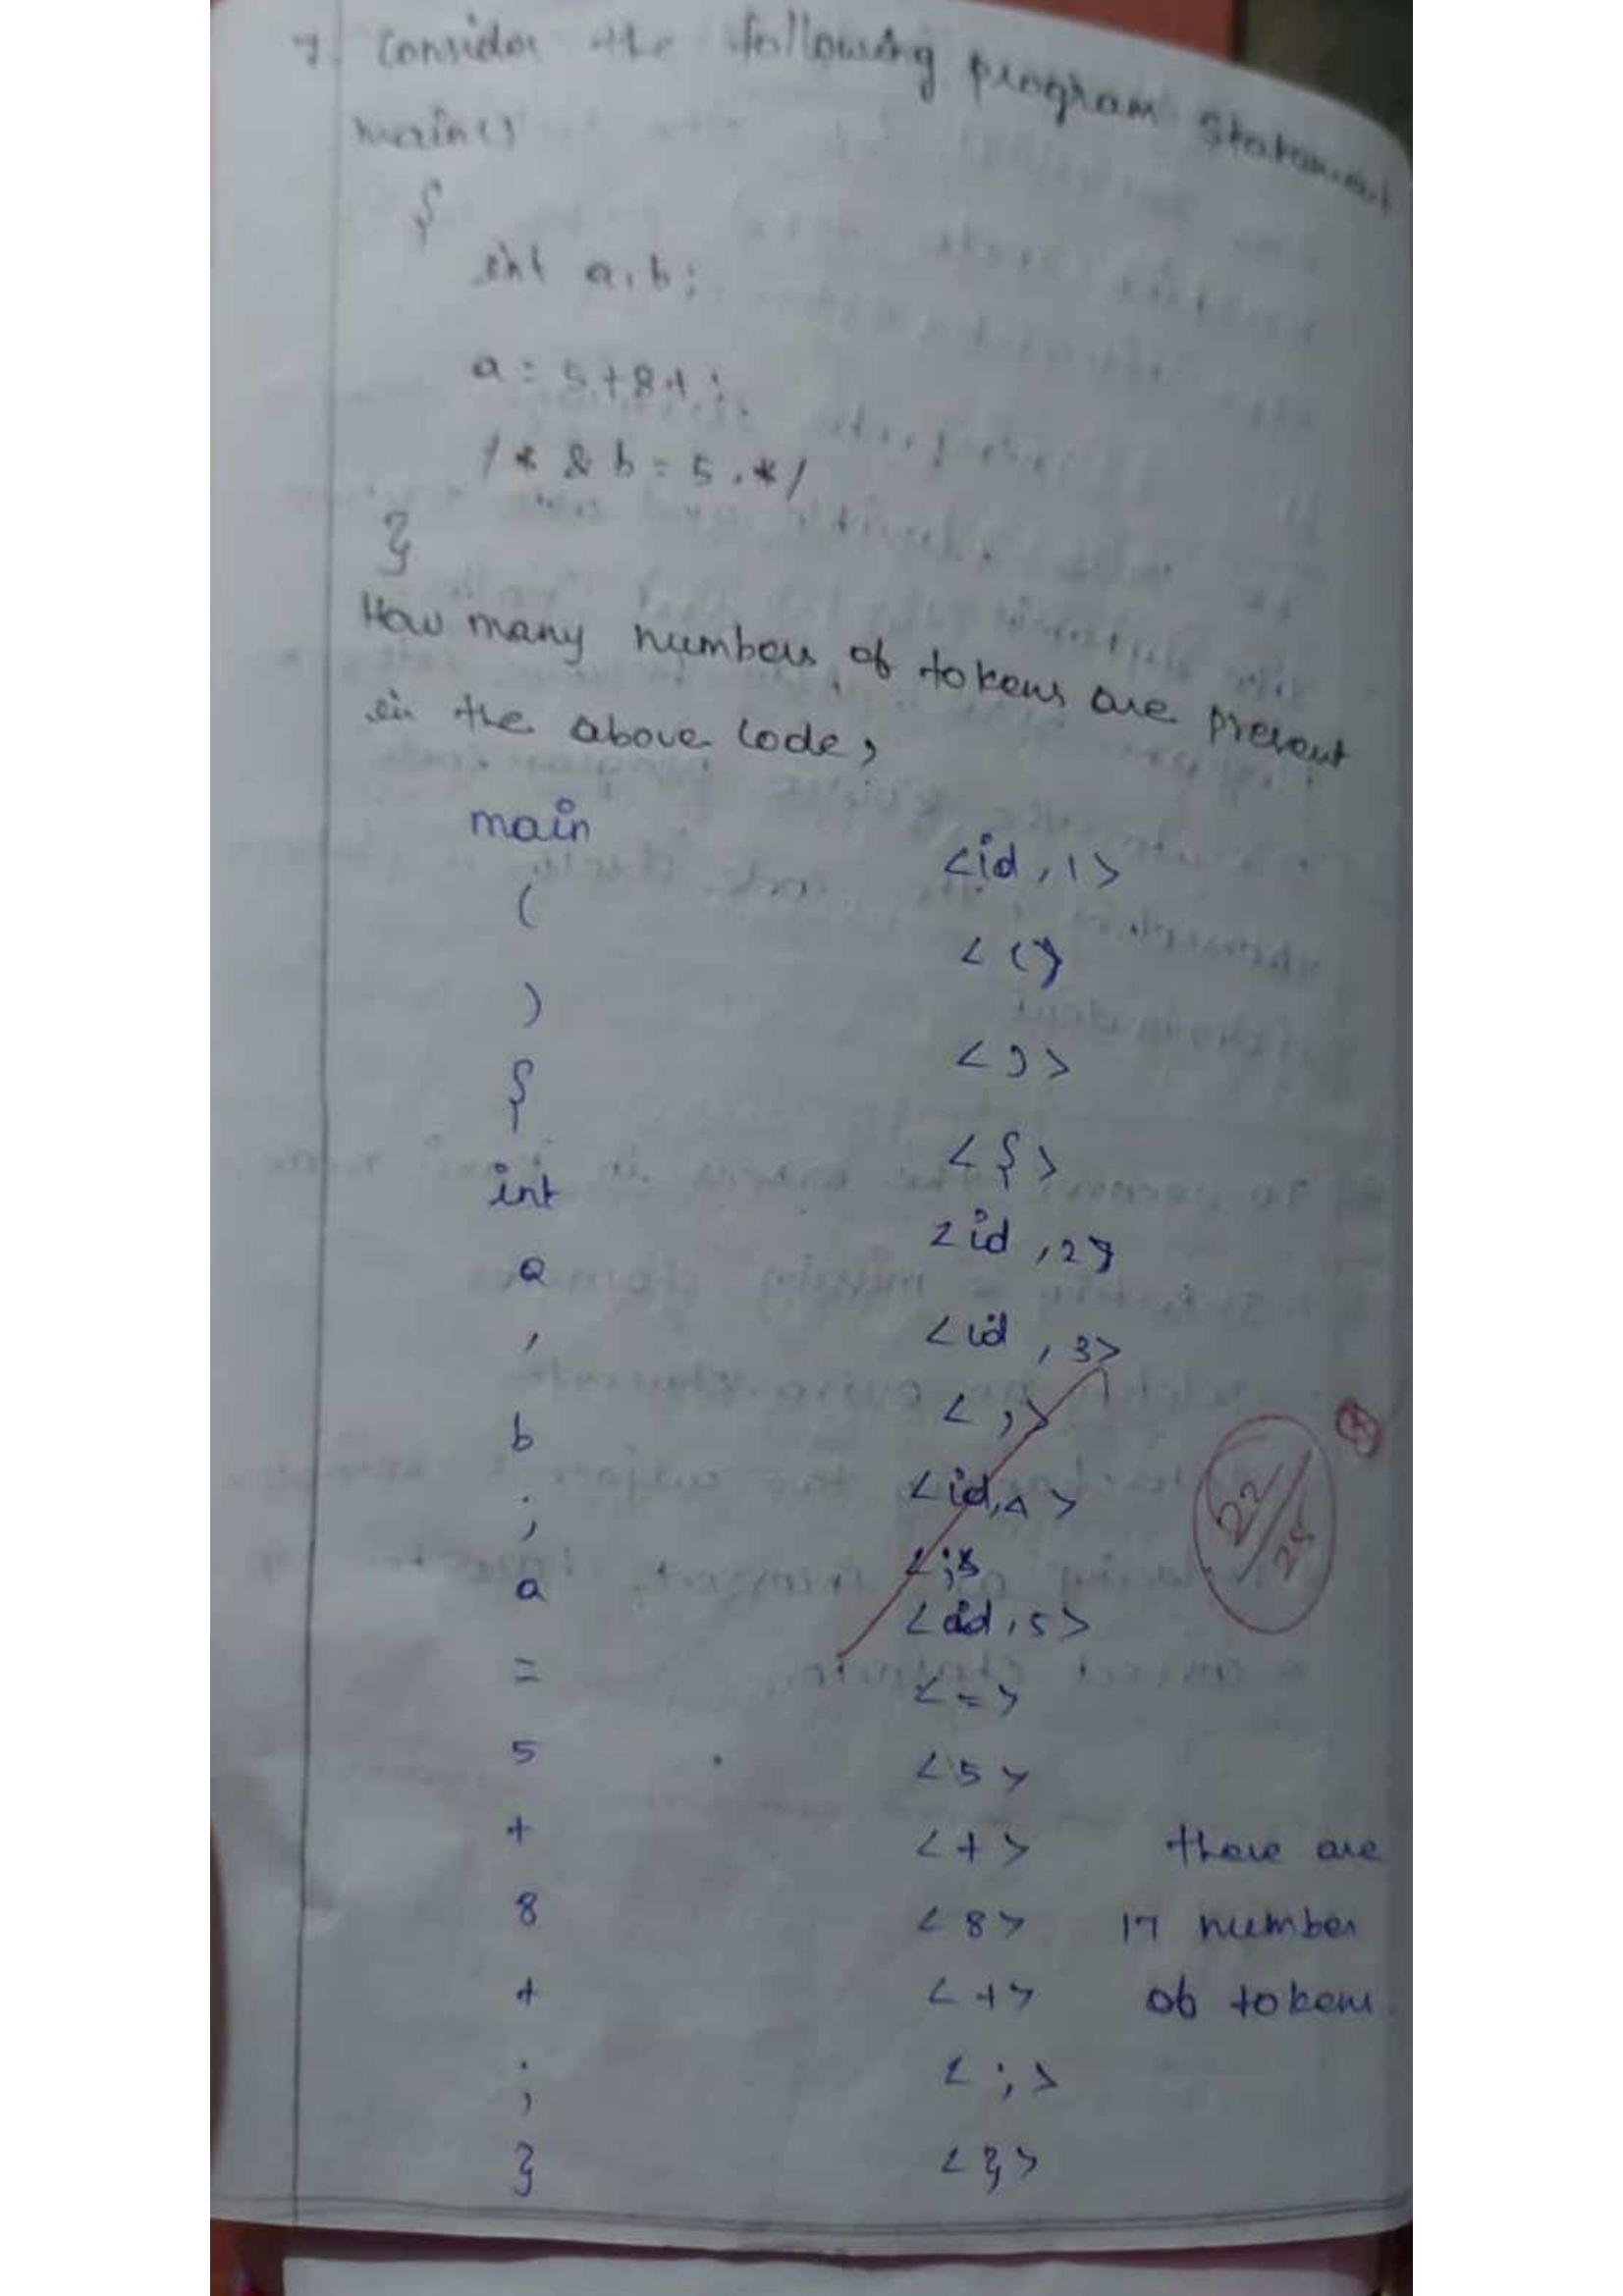 7. Consider the following program Statement
main()
{
int a, b;
a = 5+8+;
/* & b = 5, */
}
How many numbers of tokens are present
in the above Code,
main <id, 1>
( <(>
) <)>
{ <{>
int <id, 2>
a <id, 3>
, <,>
b <id, 4>
; <;>
a <id, 5>
= <=>
5 <5>
+ <+> there are
8 <8> 17 number
+ <+> of tokens.
; <;>
} <}>